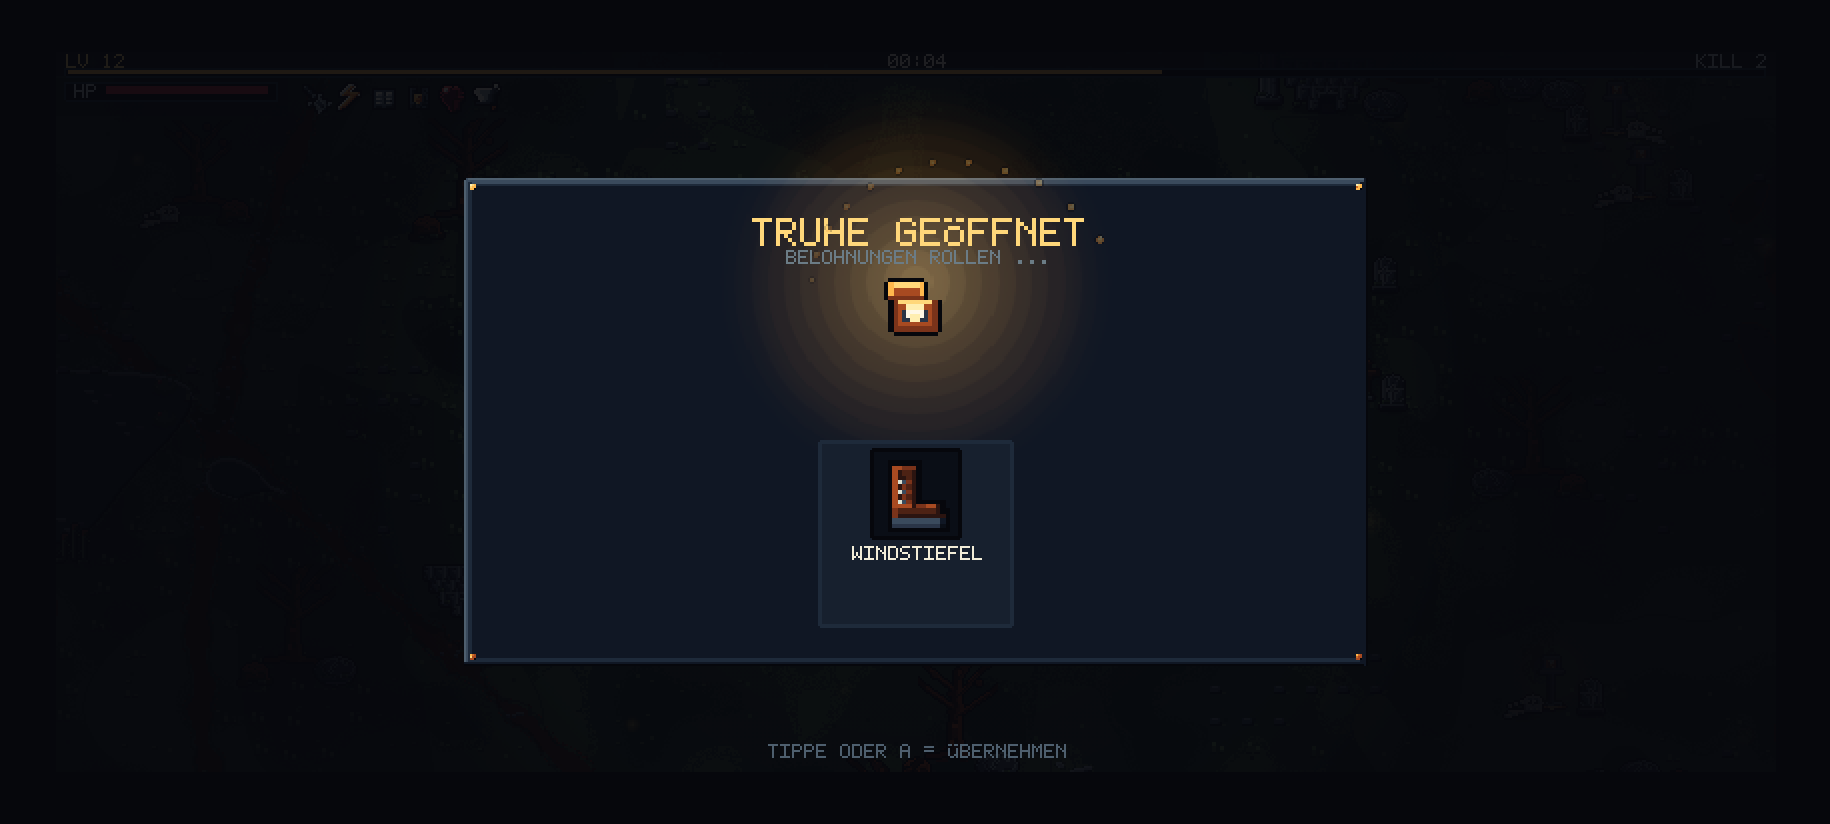 LV 12
00:04
KILL 2
HP
TRUHE GEöFFNET
BELOHNUNGEN ROLLEN ...
WINDSTIEFEL
TIPPE ODER A = üBERNEHMEN